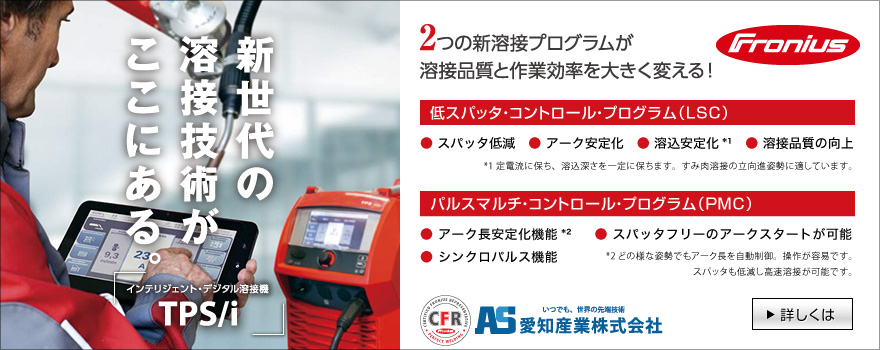 新世代の
溶接技術が
ここにある。
インテリジェント・デジタル溶接機
TPS/i
2つの新溶接プログラムが
溶接品質と作業効率を大きく変える!
Fronius
低スパッタ・コントロール・プログラム(LSC)
● スパッタ低減 ● アーク安定化 ● 溶込安定化 *1 ● 溶接品質の向上
*1 定電流に保ち、溶込深さを一定に保ちます。すみ肉溶接の立向進姿勢に適しています。
パルスマルチ・コントロール・プログラム(PMC)
● アーク長安定化機能 *2 ● スパッタフリーのアークスタートが可能
● シンクロパルス機能
*2 どの様な姿勢でもアーク長を自動制御。操作が容易です。
スパッタも低減し高速溶接が可能です。
CFR
AS
いつでも、世界の先端技術
愛知産業株式会社
▶ 詳しくは
9,3
23
TPS